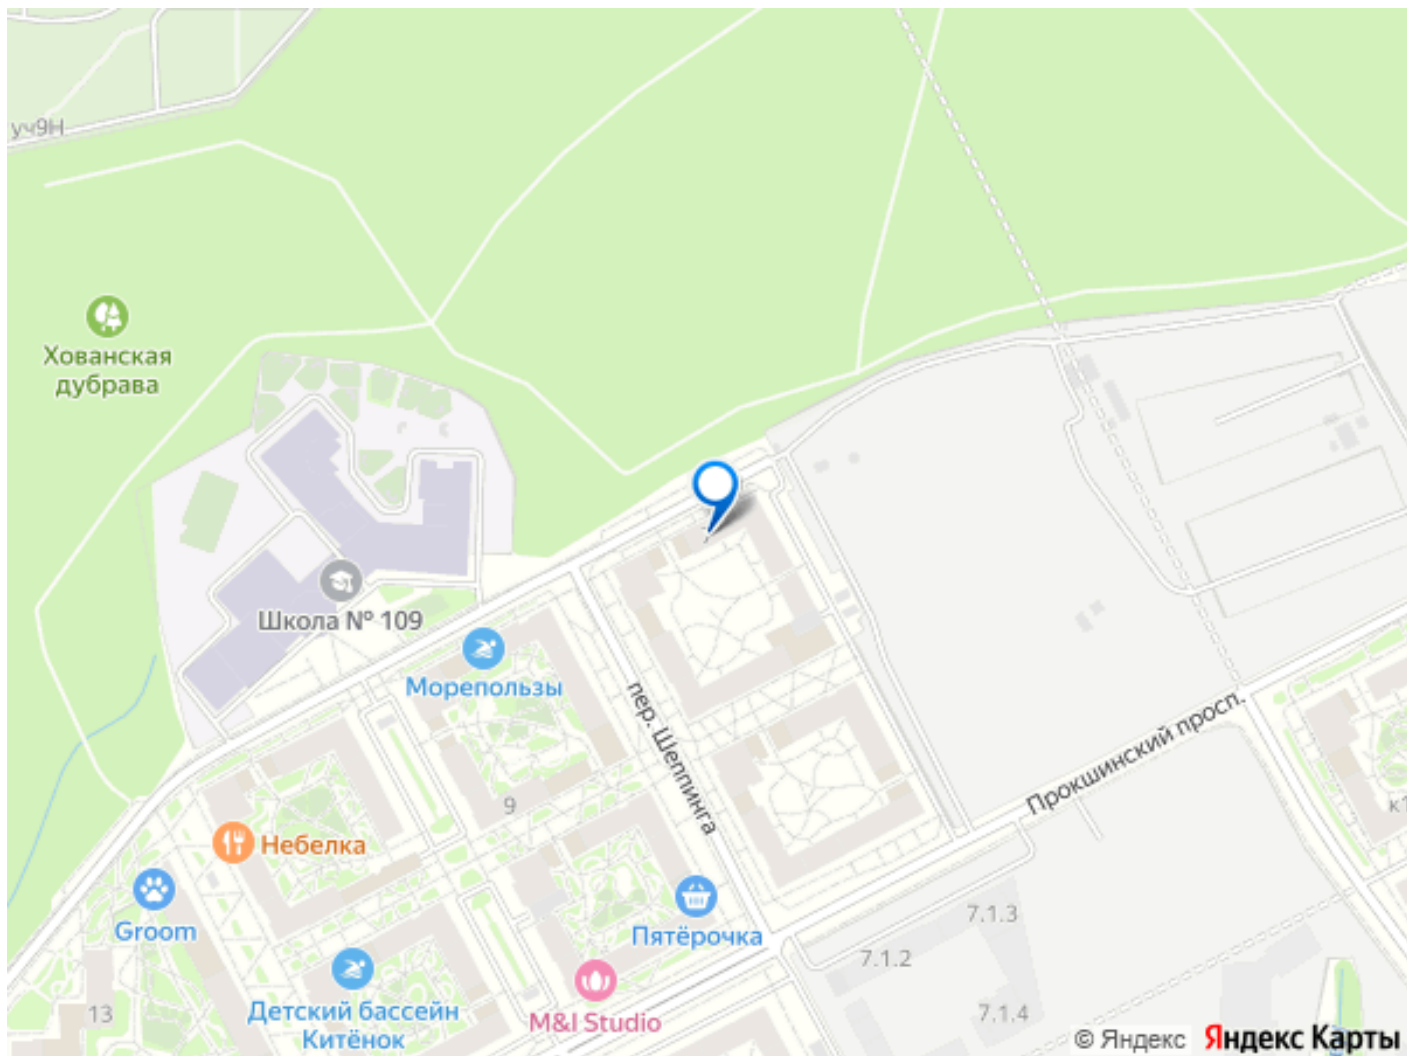 уч9Н
Хованская
дубрава
Школа № 109
Морепользы
пер. Шеппинга
Прокшинский просп.
9
к1
Небелка
Groom
Пятёрочка
7.1.3
7.1.2
7.1.4
13
Детский бассейн
Китёнок
M&I Studio
© Яндекс Яндекс Карты